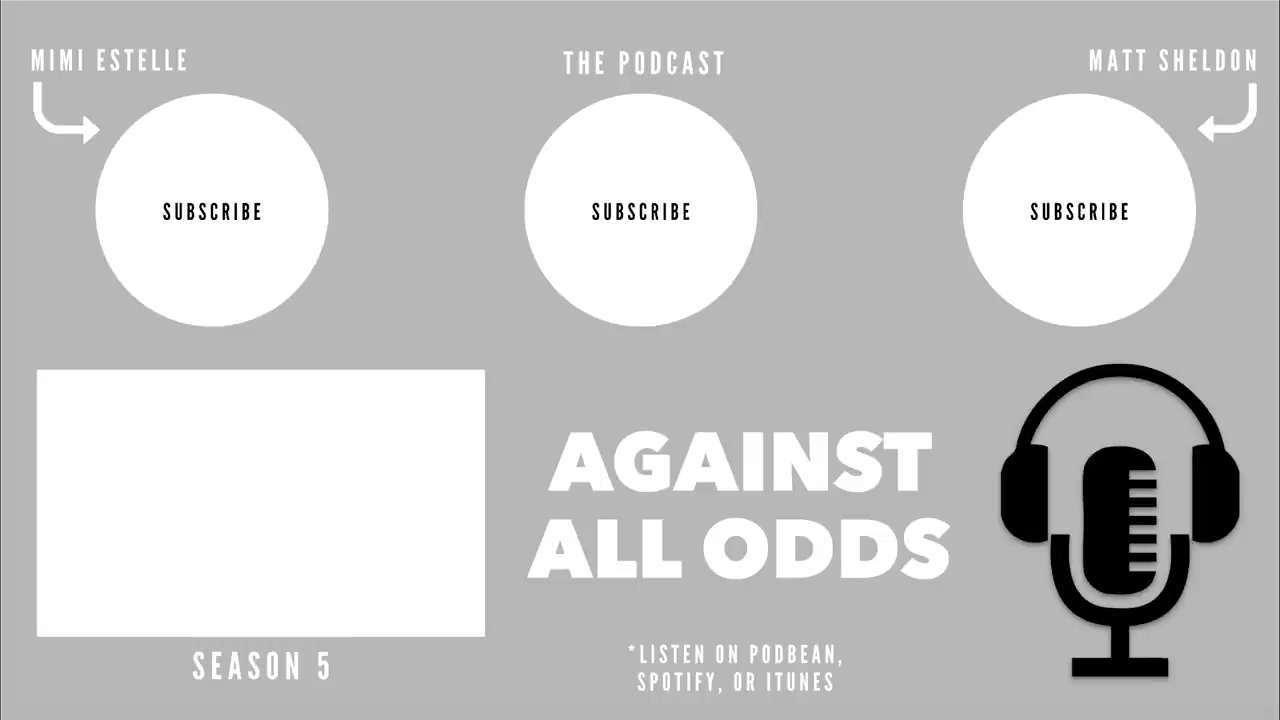 MIMI ESTELLE
THE PODCAST
MATT SHELDON
SUBSCRIBE
SUBSCRIBE
SUBSCRIBE
AGAINST
ALL ODDS
SEASON 5
*LISTEN ON PODBEAN,
SPOTIFY, OR ITUNES